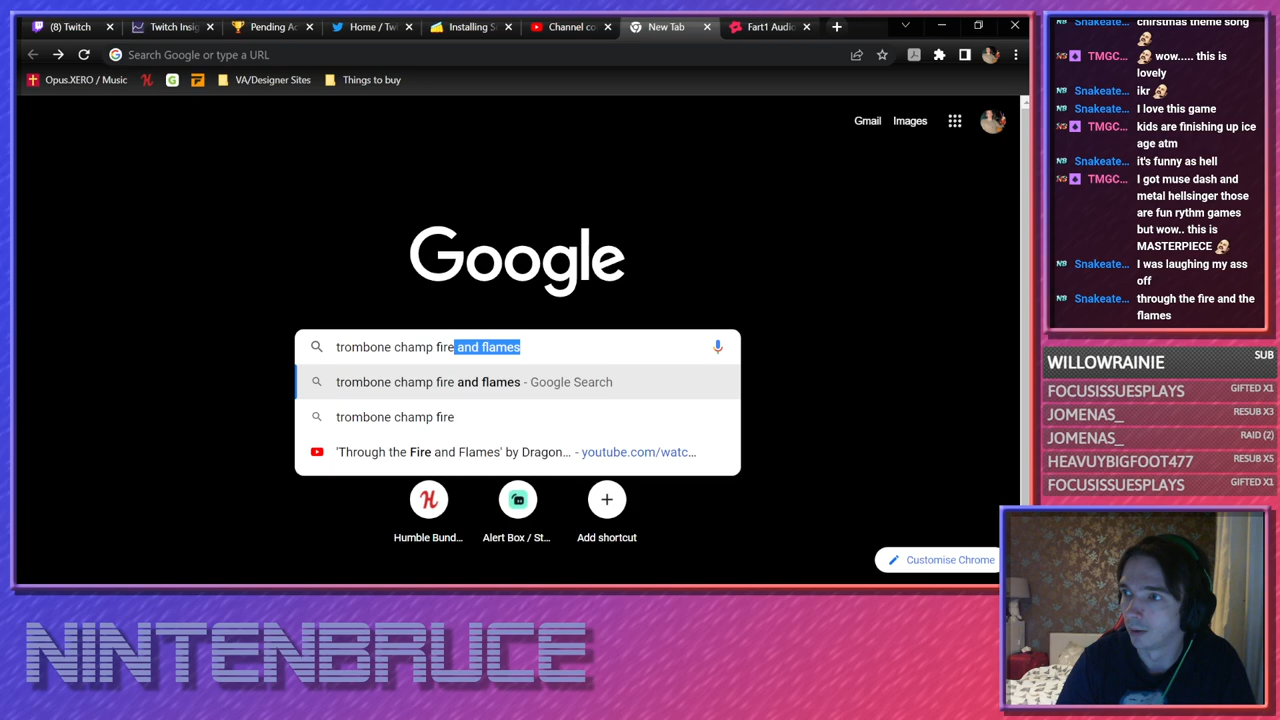 (8) Twitch
Twitch Insig
Pending Ac
Home / Tw
Installing S
Channel co
New Tab
Fart1 Audio
Search Google or type a URL
Opus.XERO / Music
VA/Designer Sites
Things to buy
Gmail
Images
Google
trombone champ fire and flames
trombone champ fire and flames - Google Search
trombone champ fire
'Through the Fire and Flames' by Dragon... - youtube.com/watc...
Humble Bund...
Alert Box / St...
Add shortcut
Customise Chrome
NINTENBRUCE
Snakeate... chirstmas theme song
TMGC... wow..... this is
lovely
Snakeate... ikr
Snakeate... I love this game
TMGC... kids are finishing up ice
age atm
Snakeate... it's funny as hell
TMGC... I got muse dash and
metal hellsinger those
are fun rythm games
but wow.. this is
MASTERPIECE
Snakeate... I was laughing my ass
off
Snakeate... through the fire and the
flames
WILLOWRAINIE SUB
FOCUSISSUESPLAYS GIFTED X1
JOMENAS_ RESUB X3
JOMENAS_ RAID (2)
HEAVUYBIGFOOT477 RESUB X5
FOCUSISSUESPLAYS GIFTED X1